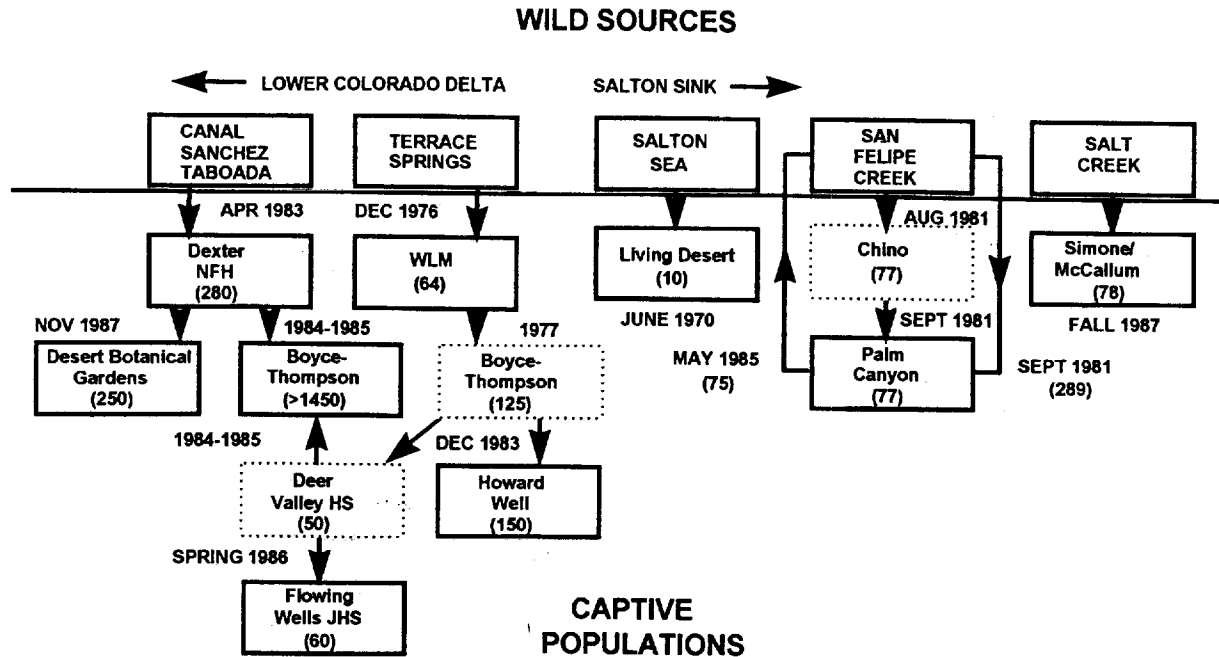 WILD SOURCES
LOWER COLORADO DELTA
SALTON SINK
CANAL
SANCHEZ
TABOADA
TERRACE
SPRINGS
SALTON
SEA
SAN
FELIPE
CREEK
SALT
CREEK
APR 1983
DEC 1976
AUG 1981
Dexter
NFH
(280)
WLM
(64)
Living Desert
(10)
Chino
(77)
Simone/
McCallum
(78)
NOV 1987
1984-1985
1977
JUNE 1970
SEPT 1981
FALL 1987
Desert Botanical
Gardens
(250)
Boyce-
Thompson
(>1450)
Boyce-
Thompson
(125)
MAY 1985
(75)
Palm
Canyon
(77)
SEPT 1981
(289)
1984-1985
DEC 1983
Deer
Valley HS
(50)
Howard
Well
(150)
SPRING 1986
Flowing
Wells JHS
(60)
CAPTIVE
POPULATIONS